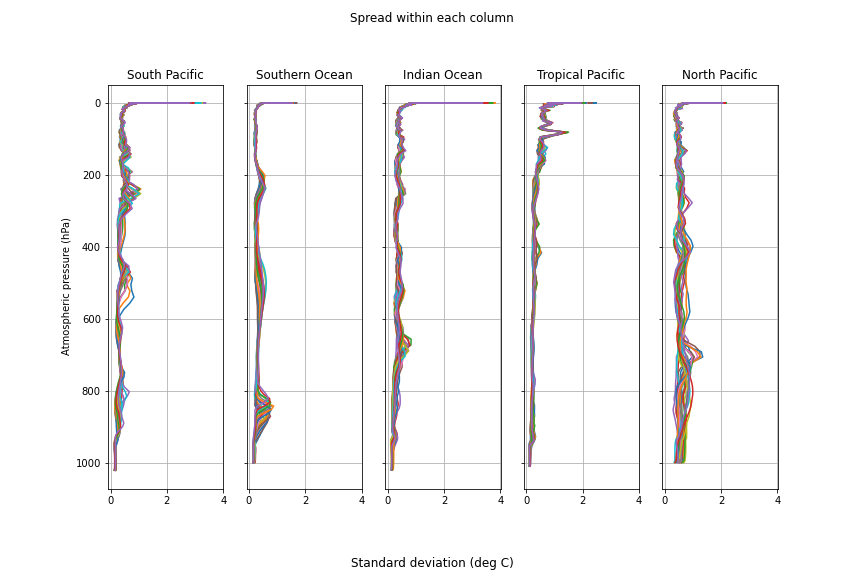 Spread within each column
South Pacific
Southern Ocean
Indian Ocean
Tropical Pacific
North Pacific
Atmospheric pressure (hPa)
0
200
400
600
800
1000
0 2 4
0 2 4
0 2 4
0 2 4
0 2 4
Standard deviation (deg C)